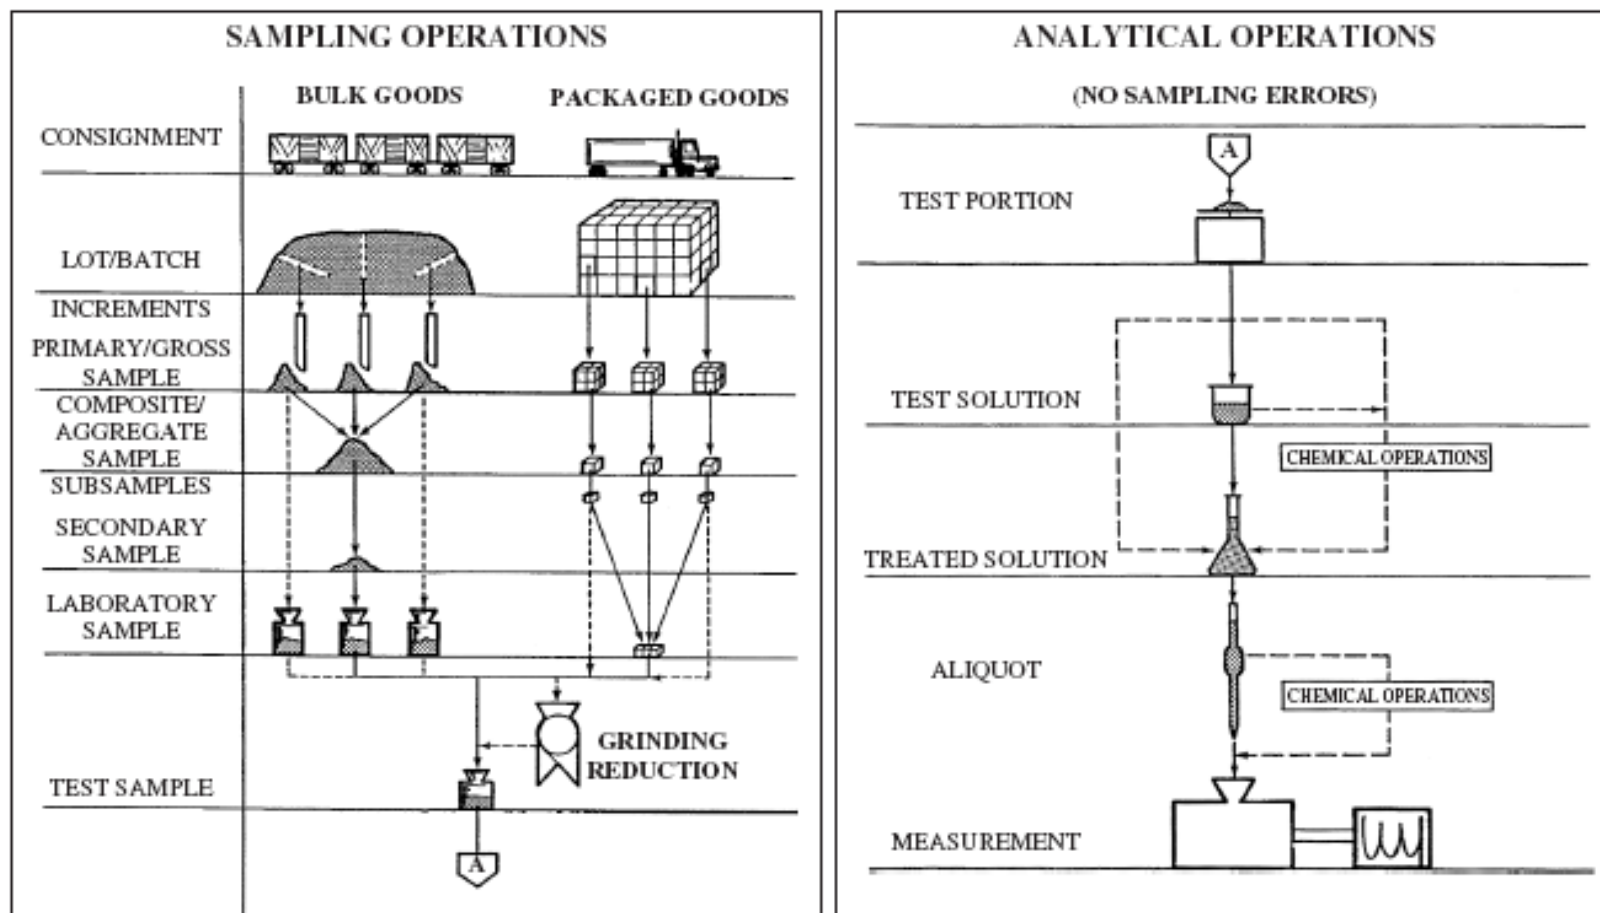 SAMPLING OPERATIONS
BULK GOODS
PACKAGED GOODS
CONSIGNMENT
LOT/BATCH
INCREMENTS
PRIMARY/GROSS
SAMPLE
COMPOSITE/
AGGREGATE
SAMPLE
SUBSAMPLES
SECONDARY
SAMPLE
LABORATORY
SAMPLE
GRINDING
REDUCTION
TEST SAMPLE
A
ANALYTICAL OPERATIONS
(NO SAMPLING ERRORS)
A
TEST PORTION
TEST SOLUTION
CHEMICAL OPERATIONS
TREATED SOLUTION
ALIQUOT
CHEMICAL OPERATIONS
MEASUREMENT